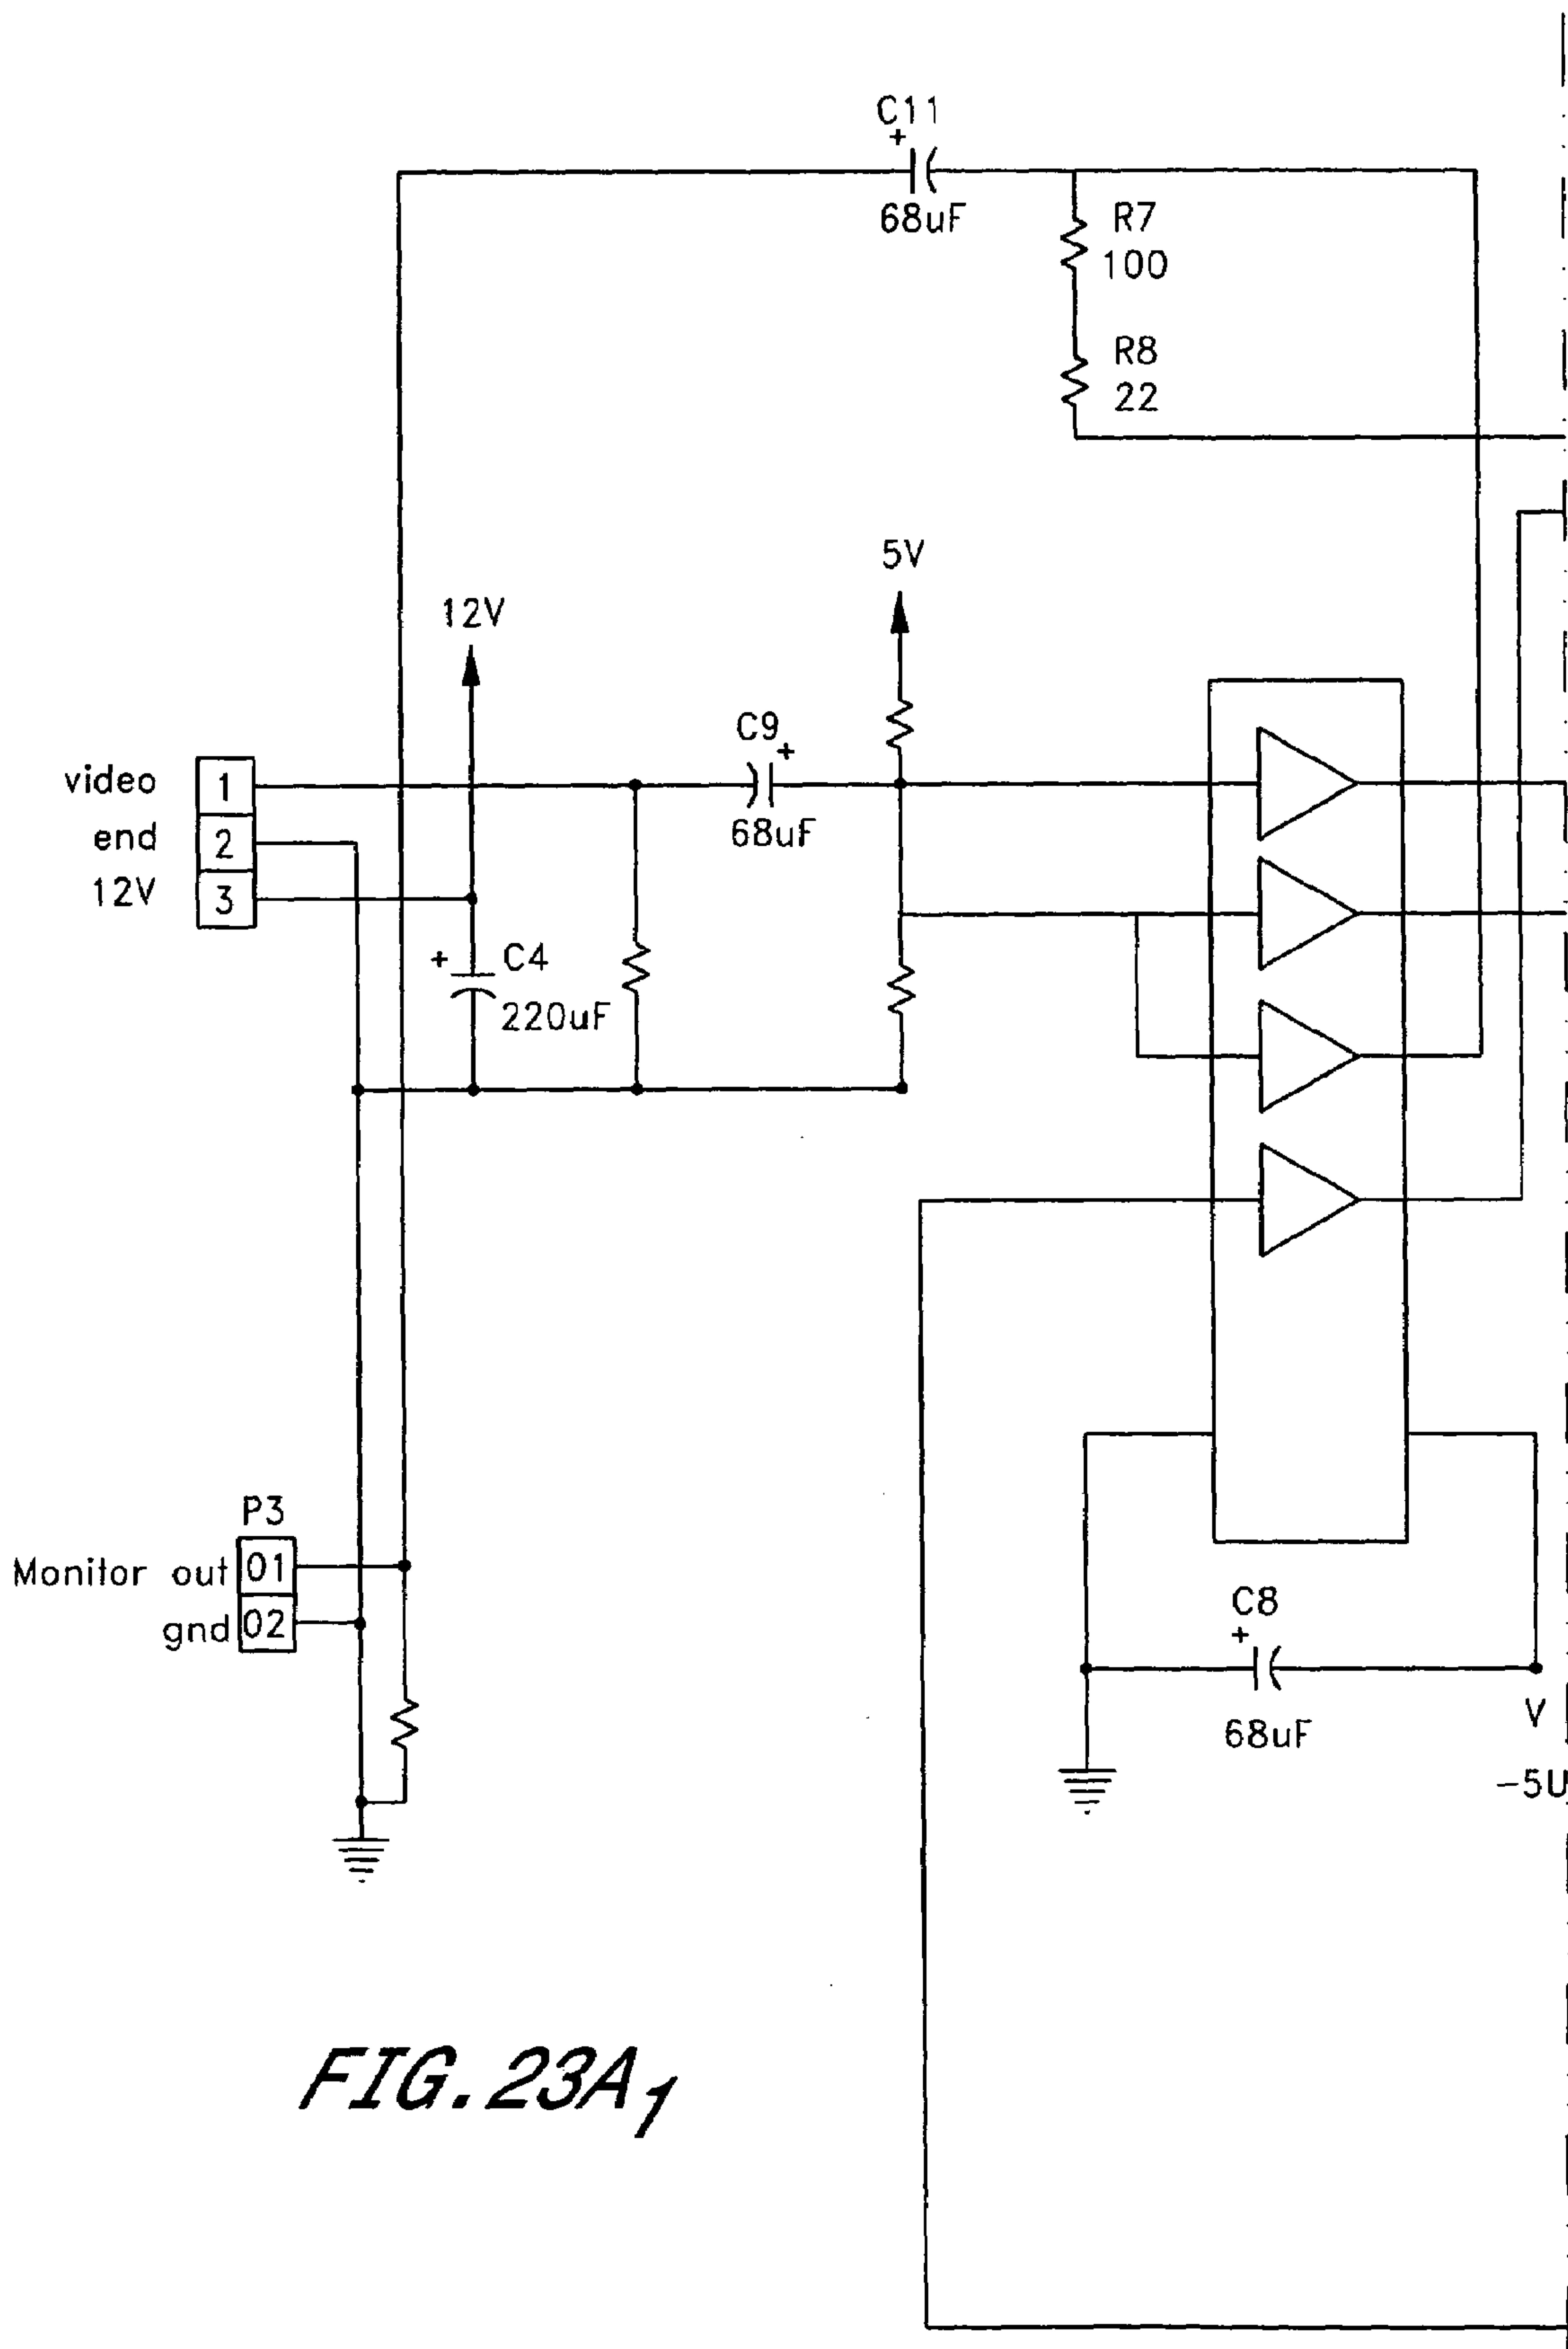 C11
+
68uF
R7
100
R8
22
5V
12V
C9
+
68uF
video 1
end 2
12V 3
+ C4
220uF
P3
Monitor out 01
gnd 02
C8
+
68uF
V
-5U
FIG. 23A1